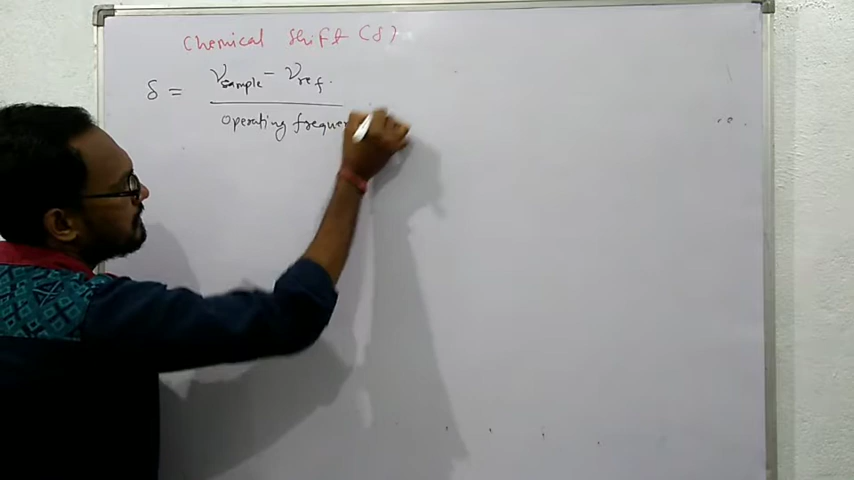 Chemical Shift (δ)
δ = νsample - νref.
Operating frequen